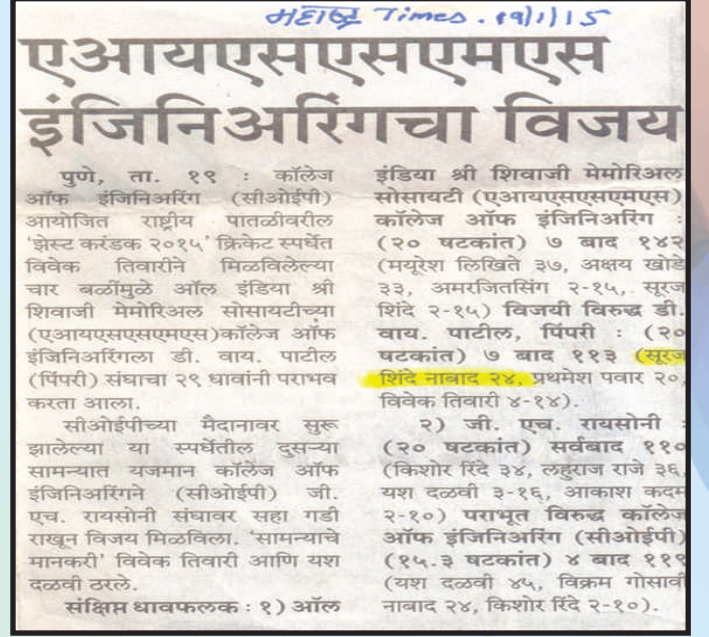 महाराष्ट्र Times. 19/1/15
एआयएसएसएमएस
इंजिनिअरिंगचा विजय
पुणे, ता. १९ : कॉलेज
ऑफ इंजिनिअरिंग (सीओईपी)
आयोजित राष्ट्रीय पातळीवरील
'झेस्ट करंडक २०१५' क्रिकेट स्पर्धेत
विवेक तिवारीने मिळविलेल्या
चार बळींमुळे ऑल इंडिया श्री
शिवाजी मेमोरिअल सोसायटीच्या
(एआयएसएसएमएस)कॉलेज ऑफ
इंजिनिअरिंगला डी. वाय. पाटील
(पिंपरी) संघाचा २९ धावांनी पराभव
करता आला.
सीओईपीच्या मैदानावर सुरू
झालेल्या या स्पर्धेतील दुसऱ्या
सामन्यात यजमान कॉलेज ऑफ
इंजिनिअरिंगने (सीओईपी) जी.
एच. रायसोनी संघावर सहा गडी
राखून विजय मिळविला. 'सामन्याचे
मानकरी' विवेक तिवारी आणि यश
दळवी ठरले.
संक्षिप्त धावफलक : १) ऑल
इंडिया श्री शिवाजी मेमोरिअल
सोसायटी (एआयएसएसएमएस)
कॉलेज ऑफ इंजिनिअरिंग :
(२० षटकांत) ७ बाद १४२
(मयूरेश लिखिते ३७, अक्षय खोडे
३३, अमरजितसिंग २-१५, सूरज
शिंदे २-१५) विजयी विरुद्ध डी.
वाय. पाटील, पिंपरी : (२०
षटकांत) ७ बाद ११३ (सूरज
शिंदे नाबाद २४, प्रथमेश पवार २०,
विवेक तिवारी ४-१४).
२) जी. एच. रायसोनी :
(२० षटकांत) सर्वबाद ११०
(किशोर रिंदे ३४, लहुराज राजे ३६,
यश दळवी ३-१६, आकाश कदम
२-१०) पराभूत विरुद्ध कॉलेज
ऑफ इंजिनिअरिंग (सीओईपी)
(१५.३ षटकांत) ४ बाद ११९
(यश दळवी ४५, विक्रम गोसावी
नाबाद २४, किशोर रिंदे २-१०).